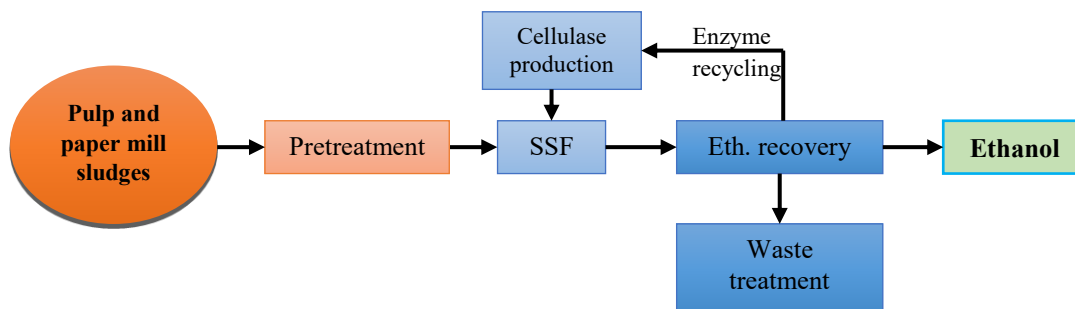 Cellulase
production
Enzyme
recycling
Pulp and
paper mill
sludges
Pretreatment
SSF
Eth. recovery
Ethanol
Waste
treatment